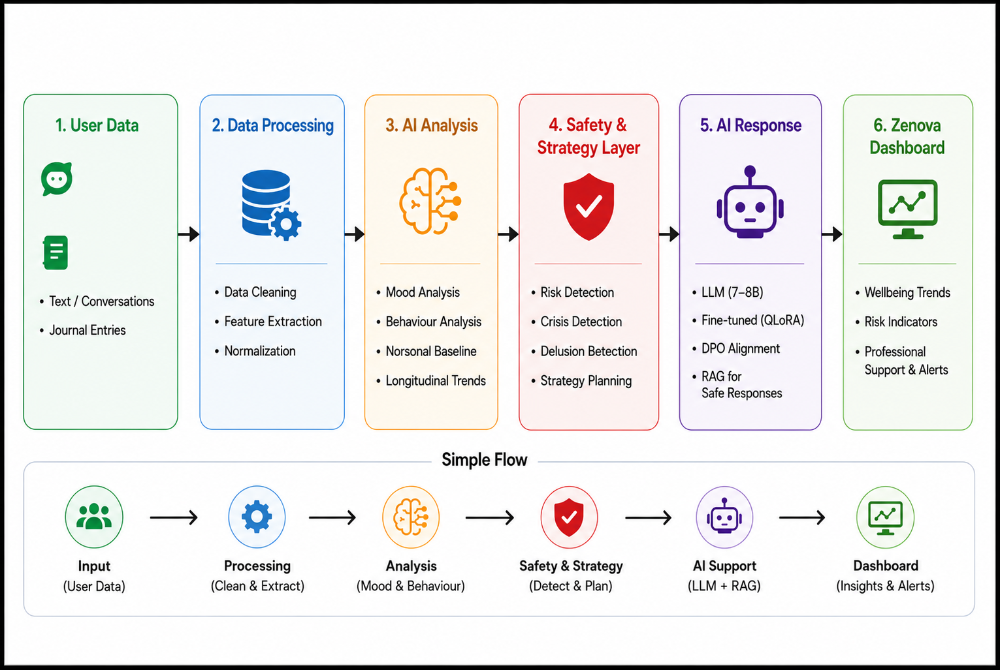 1. User Data
• Text / Conversations
• Journal Entries
2. Data Processing
• Data Cleaning
• Feature Extraction
• Normalization
3. AI Analysis
• Mood Analysis
• Behaviour Analysis
• Norsonal Baseline
• Longitudinal Trends
4. Safety &
Strategy Layer
• Risk Detection
• Crisis Detection
• Delusion Betection
• Strategy Planning
5. AI Response
• LLM (7–8B)
• Fine-tuned (QLoRA)
• DPO Alignment
• RAG for
Safe Responses
6. Zenova
Dashboard
• Wellbeing Trends
• Risk Indicators
• Professional
Support & Alerts
Simple Flow
Input
(User Data)
Processing
(Clean & Extract)
Analysis
(Mood & Behaviour)
Safety & Strategy
(Detect & Plan)
AI Support
(LLM + RAG)
Dashboard
(Insights & Alerts)